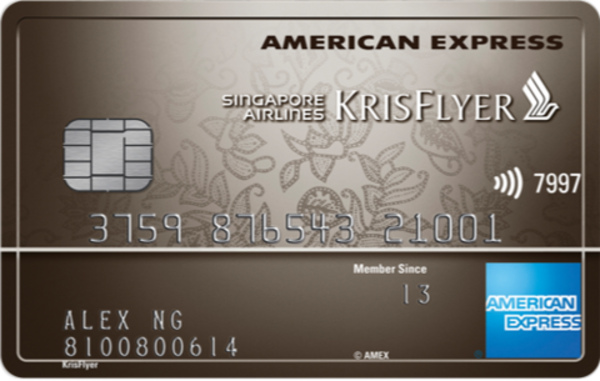 AMERICAN EXPRESS
SINGAPORE AIRLINES KRISFLYER
7997
3759 876543 21001
Member Since
13
ALEX NG
8100800614
KrisFlyer
© AMEX
AMERICAN EXPRESS
®